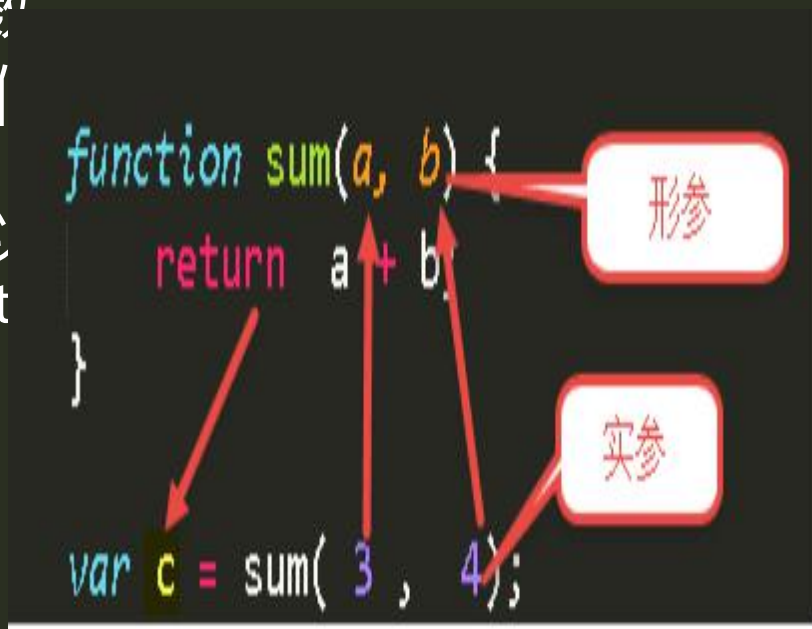 function sum(a, b) {
形参
return a + b;
}
实参
var c = sum( 3 , 4);